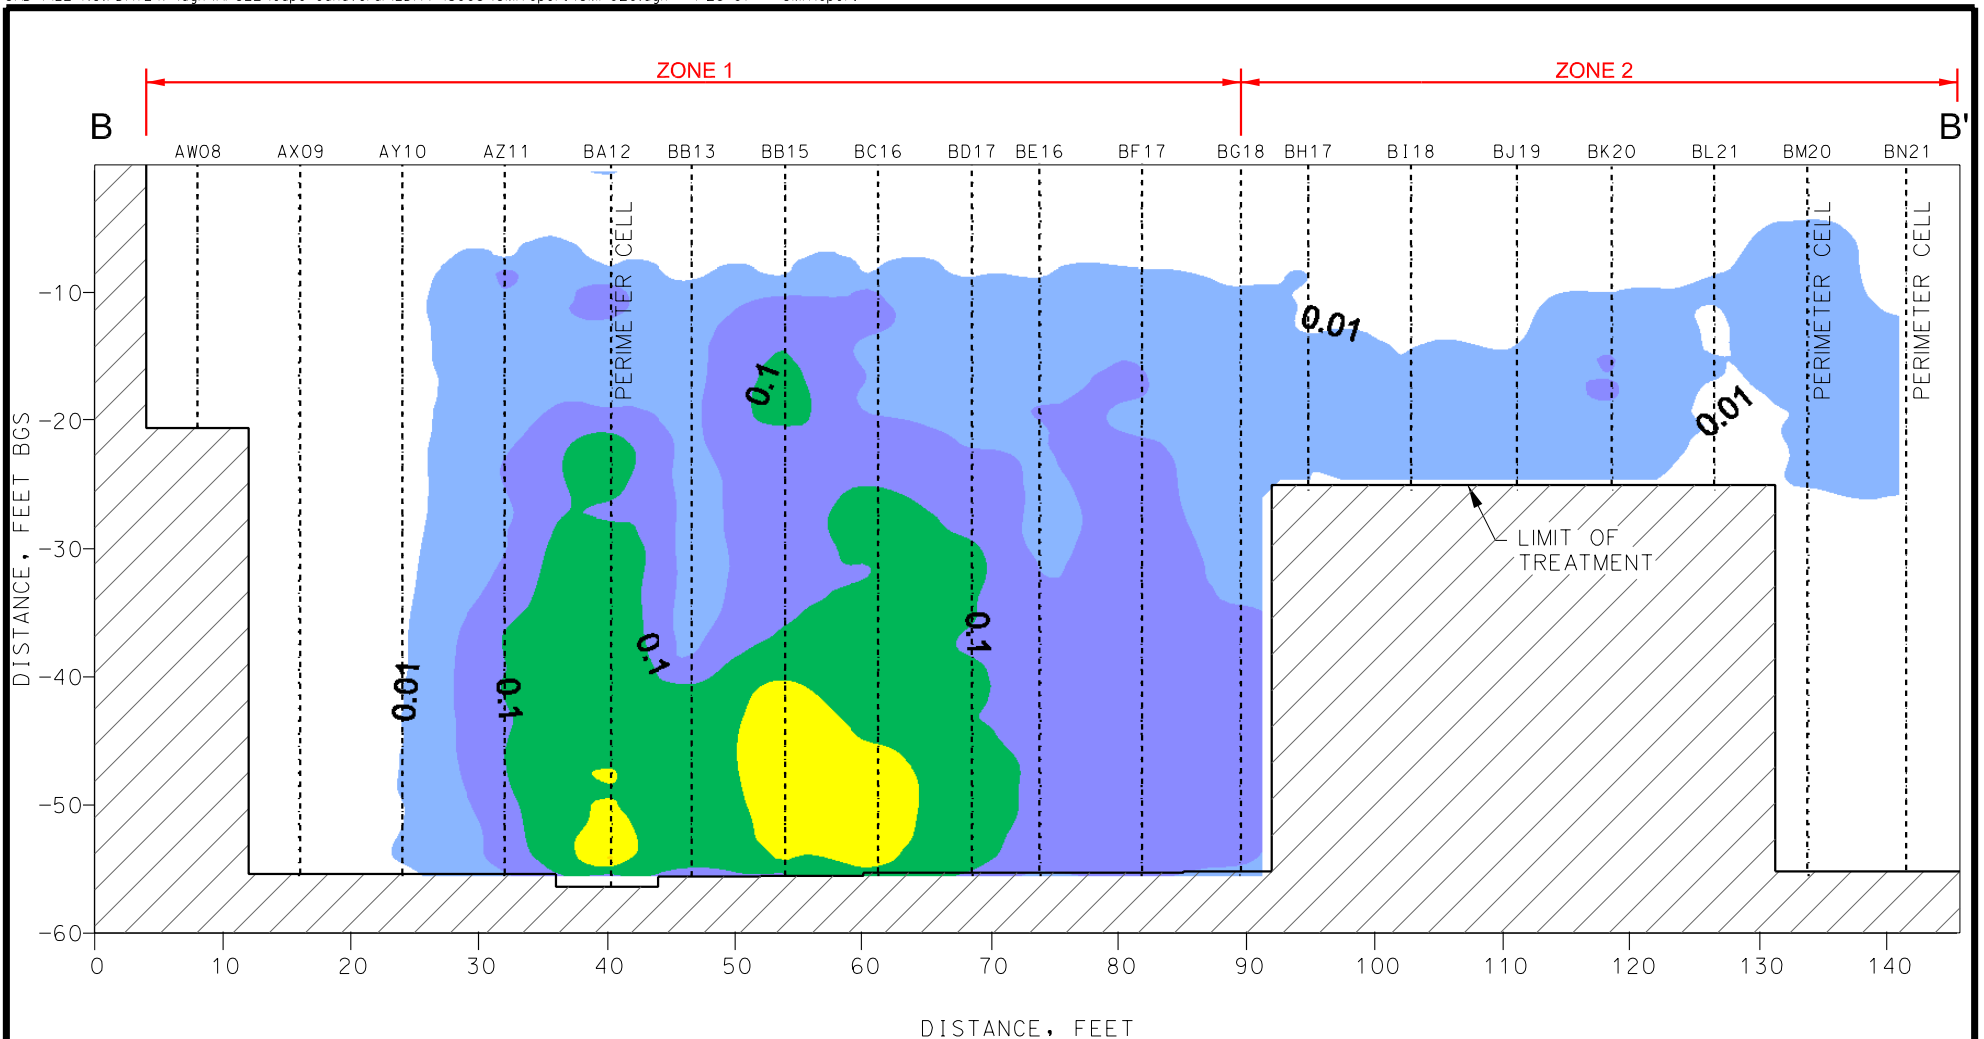 ZONE 1
ZONE 2
B
B'
AW08
AX09
AY10
AZ11
BA12
BB13
BB15
BC16
BD17
BE16
BF17
BG18
BH17
BI18
BJ19
BK20
BL21
BM20
BN21
PERIMETER CELL
PERIMETER CELL
PERIMETER CELL
-10
-20
-30
-40
-50
-60
DISTANCE, FEET BGS
0.01
0.01
0.1
0.1
0.1
0.01
0.1
0.1
LIMIT OF
TREATMENT
0
10
20
30
40
50
60
70
80
90
100
110
120
130
140
DISTANCE, FEET